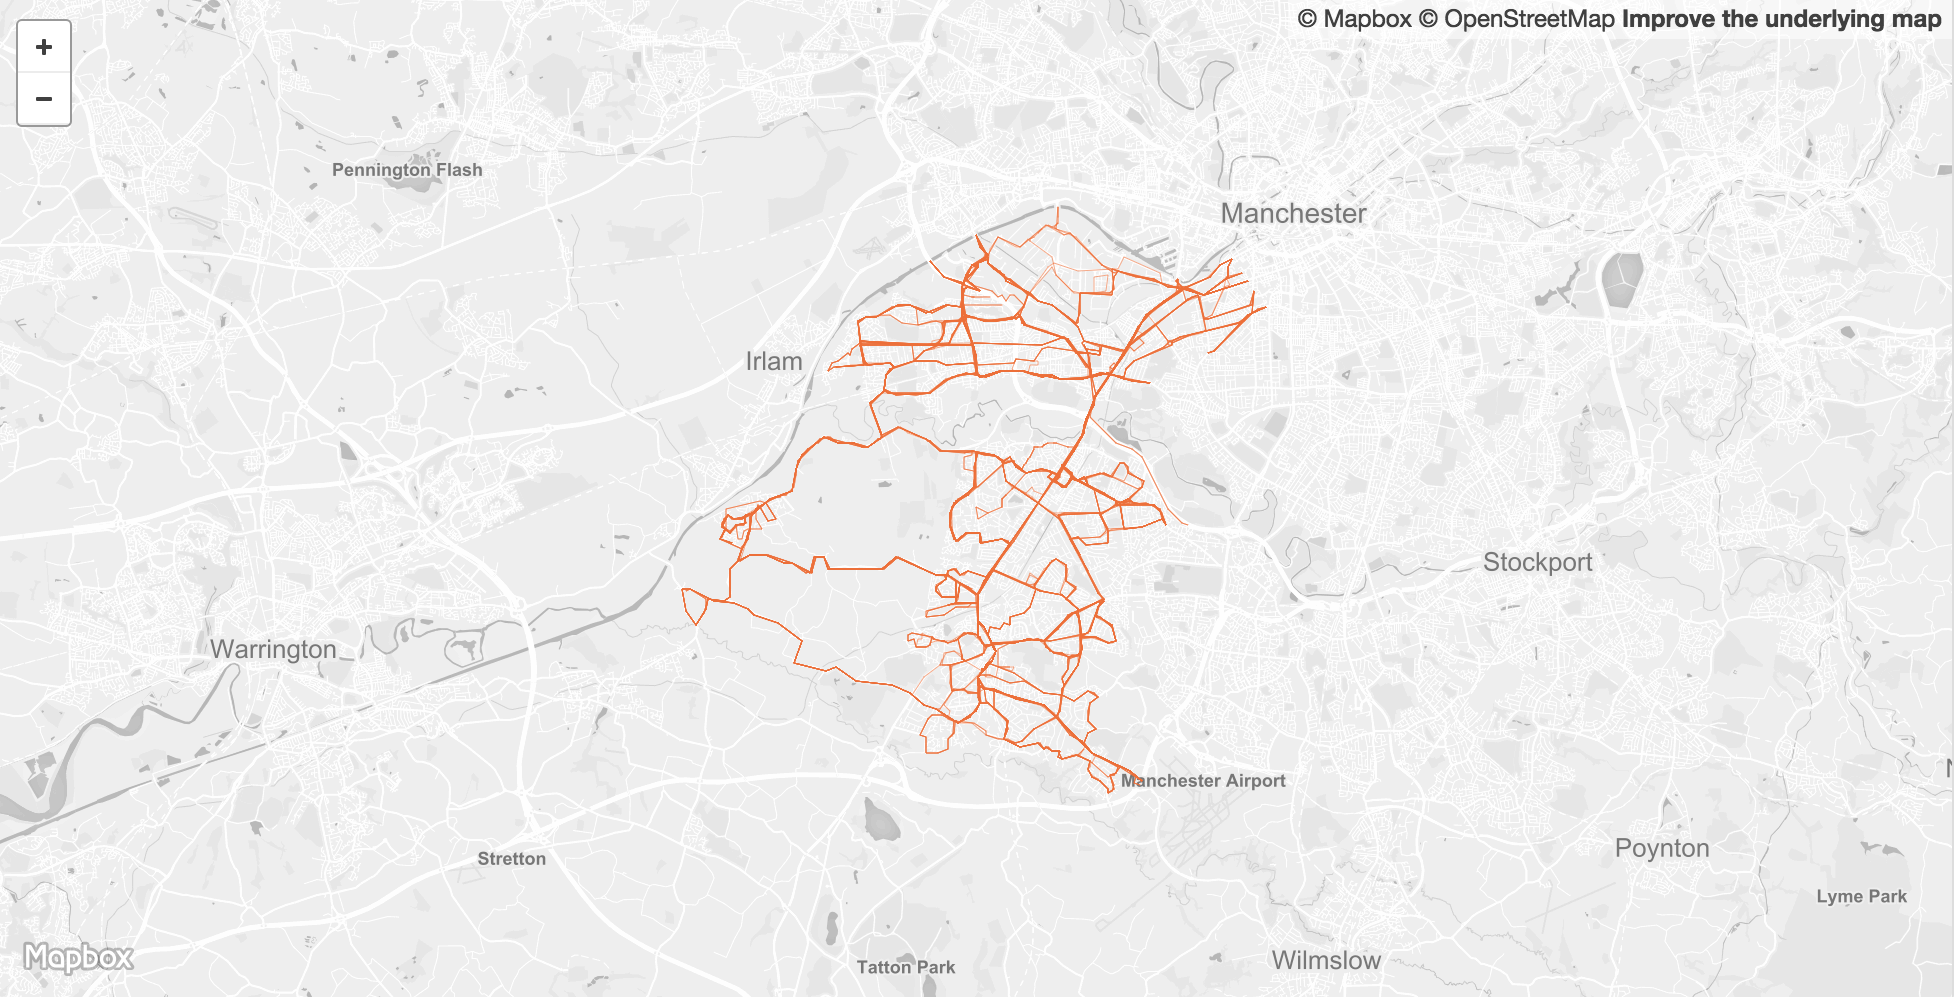 © Mapbox © OpenStreetMap Improve the underlying map
+
−
Pennington Flash
Manchester
Irlam
Stockport
Warrington
Manchester Airport
Poynton
Stretton
Lyme Park
Mapbox
Tatton Park
Wilmslow